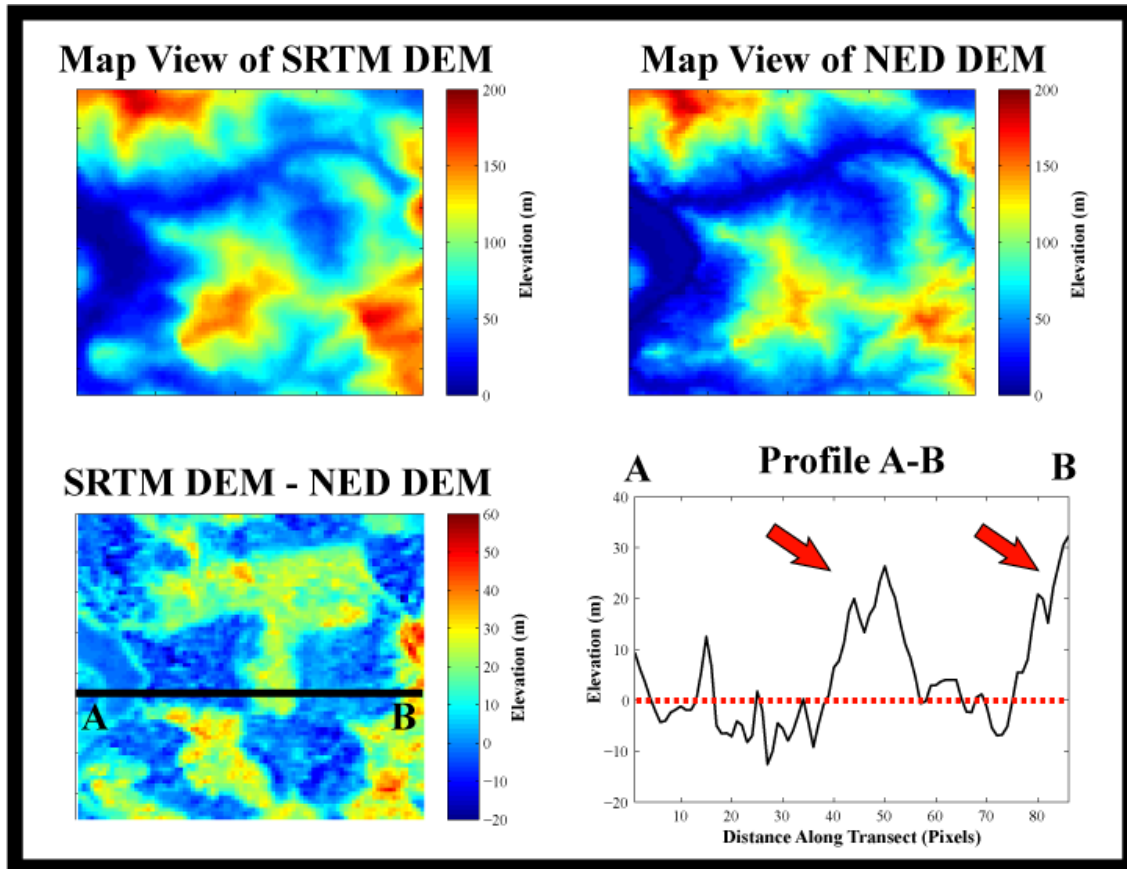 Map View of SRTM DEM
200
150
100
50
0
Elevation (m)
Map View of NED DEM
200
150
100
50
0
Elevation (m)
SRTM DEM - NED DEM
60
50
40
30
20
10
0
−10
−20
Elevation (m)
A
B
A
Profile A-B
B
40
30
20
10
0
−10
−20
Elevation (m)
10
20
30
40
50
60
70
80
Distance Along Transect (Pixels)